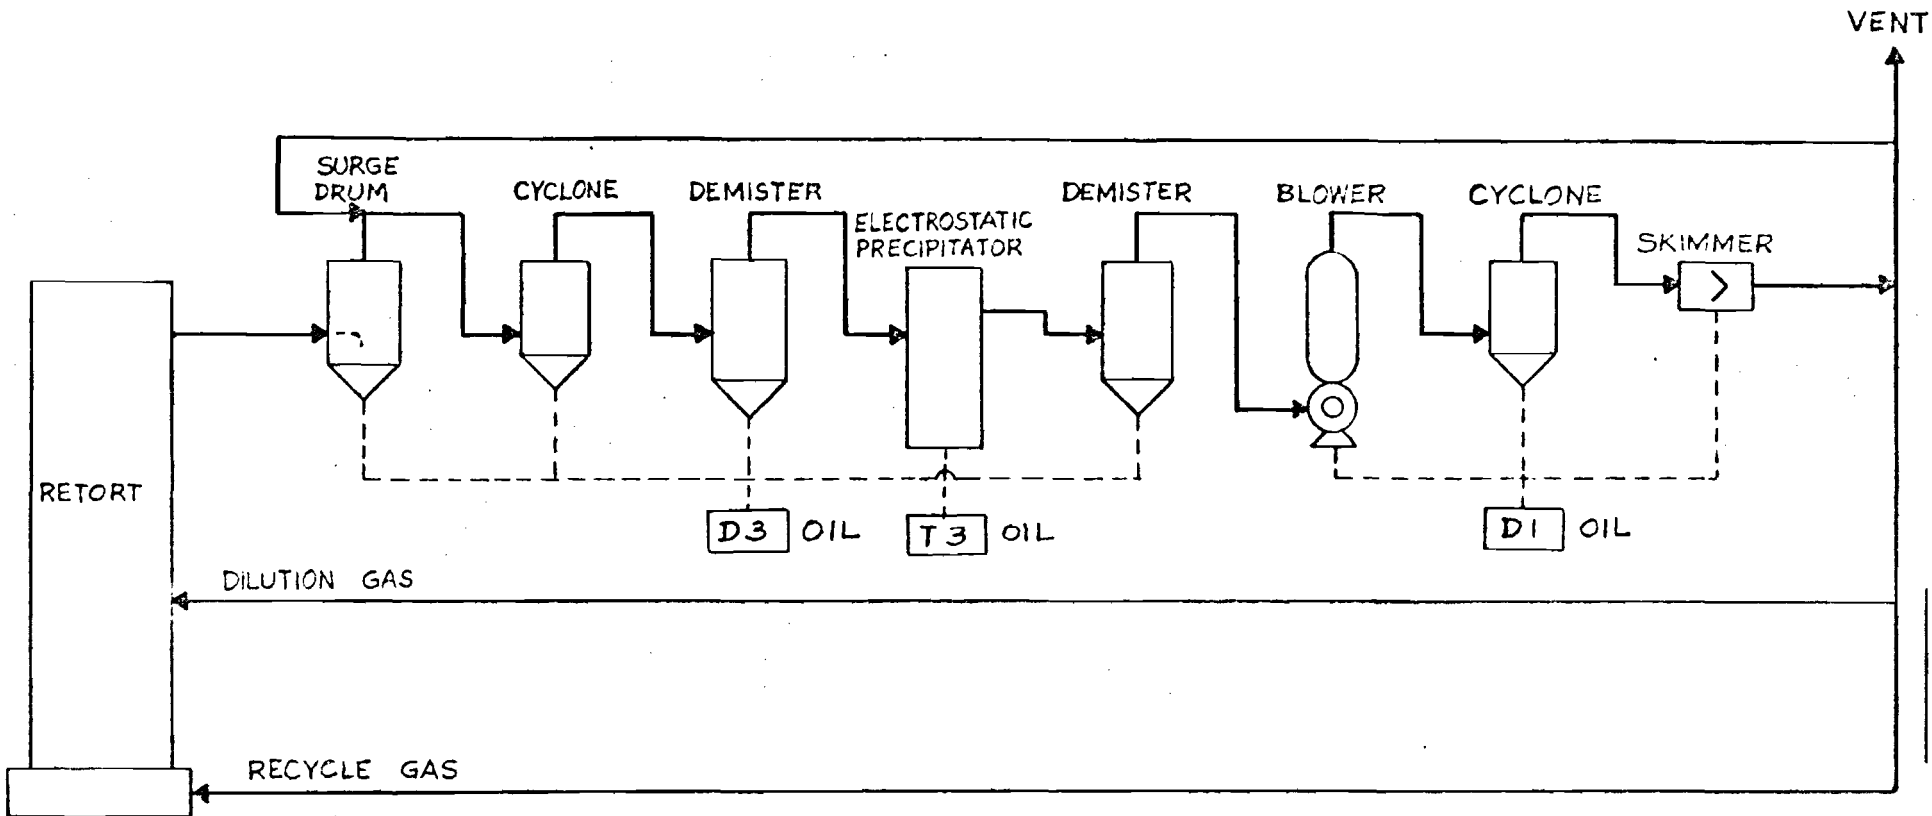 VENT
SURGE
DRUM
CYCLONE
DEMISTER
ELECTROSTATIC
PRECIPITATOR
DEMISTER
BLOWER
CYCLONE
SKIMMER
RETORT
D3 OIL
T3 OIL
D1 OIL
DILUTION GAS
RECYCLE GAS